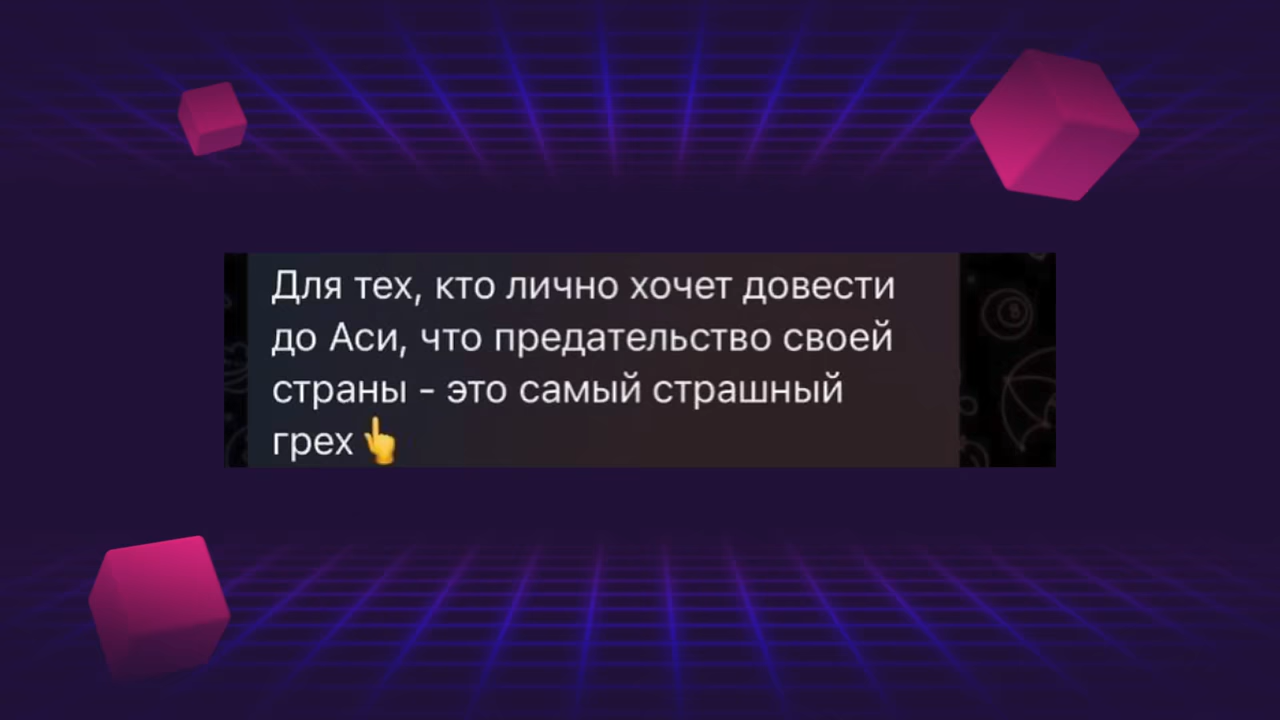 Для тех, кто лично хочет довести
до Аси, что предательство своей
страны - это самый страшный
грех👆